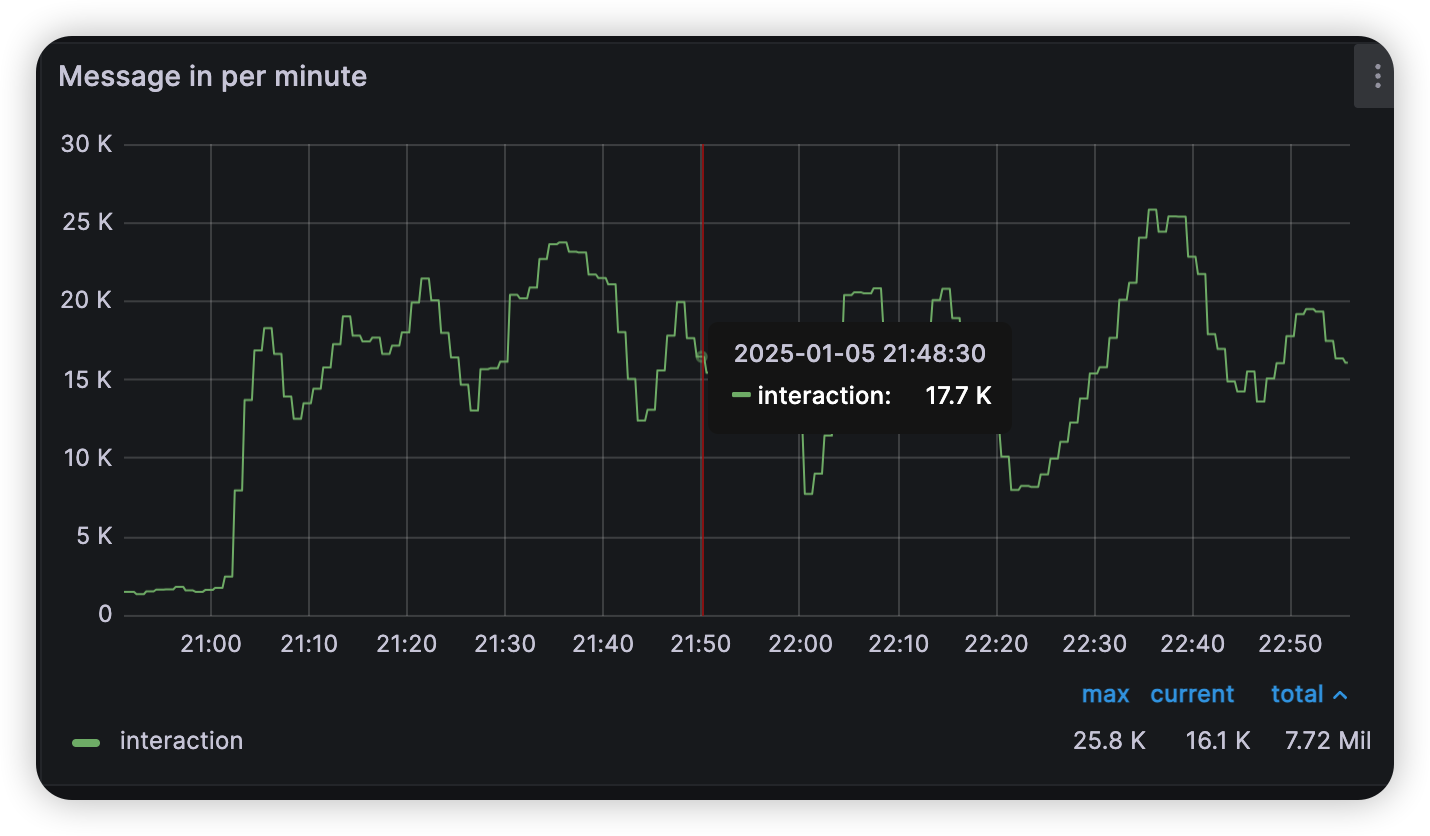 Message in per minute
30 K
25 K
20 K
15 K
10 K
5 K
0
2025-01-05 21:48:30
interaction: 17.7 K
21:00 21:10 21:20 21:30 21:40 21:50 22:00 22:10 22:20 22:30 22:40 22:50
max current total
interaction 25.8 K 16.1 K 7.72 Mil